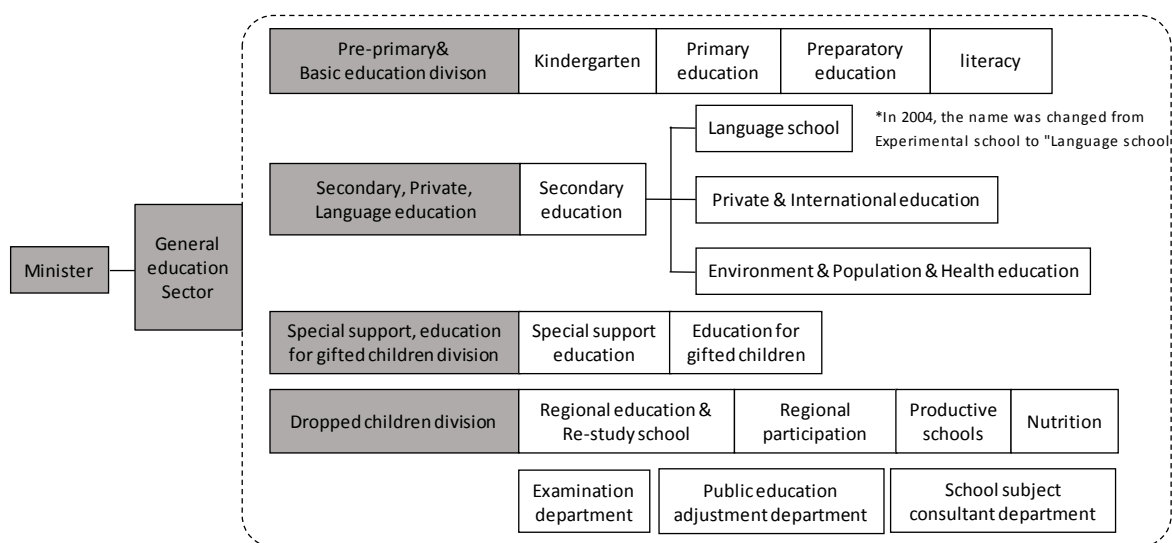 Pre-primary&
Basic education divison
Kindergarten
Primary
education
Preparatory
education
literacy
Language school
*In 2004, the name was changed from
Experimental school to "Language school
Secondary, Private,
Language education
Secondary
education
Private & International education
Environment & Population & Health education
Minister
General
education
Sector
Special support, education
for gifted children division
Special support
education
Education for
gifted children
Dropped children division
Regional education &
Re-study school
Regional
participation
Productive
schools
Nutrition
Examination
department
Public education
adjustment department
School subject
consultant department